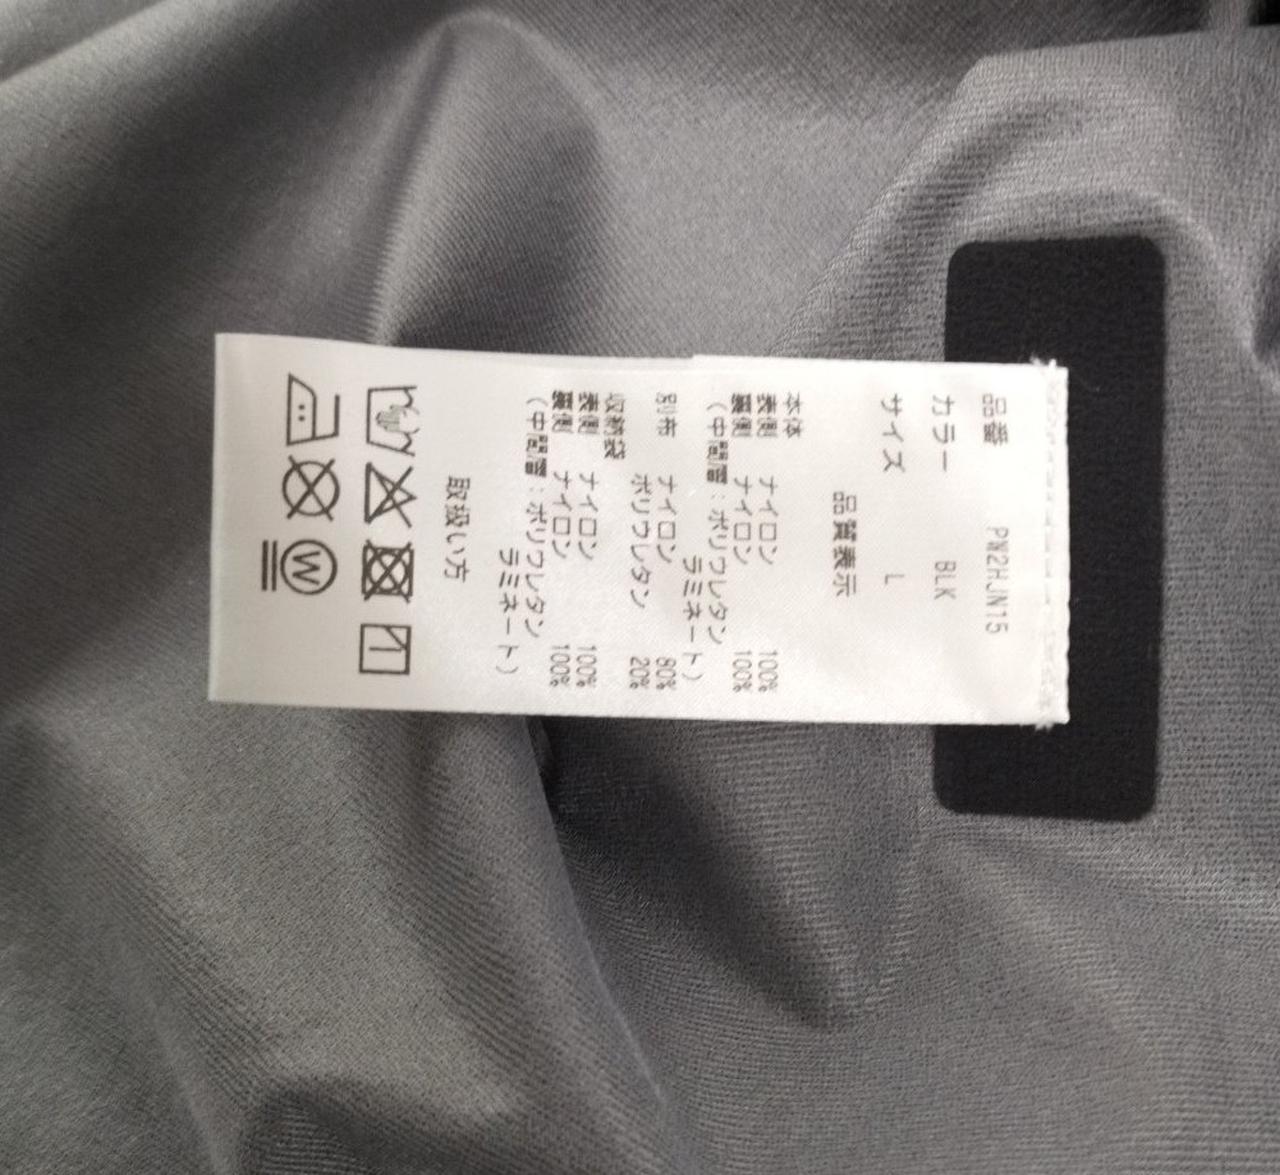 品番 PW2HJN15
カラー BLK
サイズ L
品質表示
本体
表側 ナイロン 100%
裏側 ナイロン 100%
(中間層:ポリウレタン
ラミネート)
別布 ナイロン 80%
ポリウレタン 20%
収納袋
表側 ナイロン 100%
裏側 ナイロン 100%
(中間層:ポリウレタン
ラミネート)
取扱い方
W